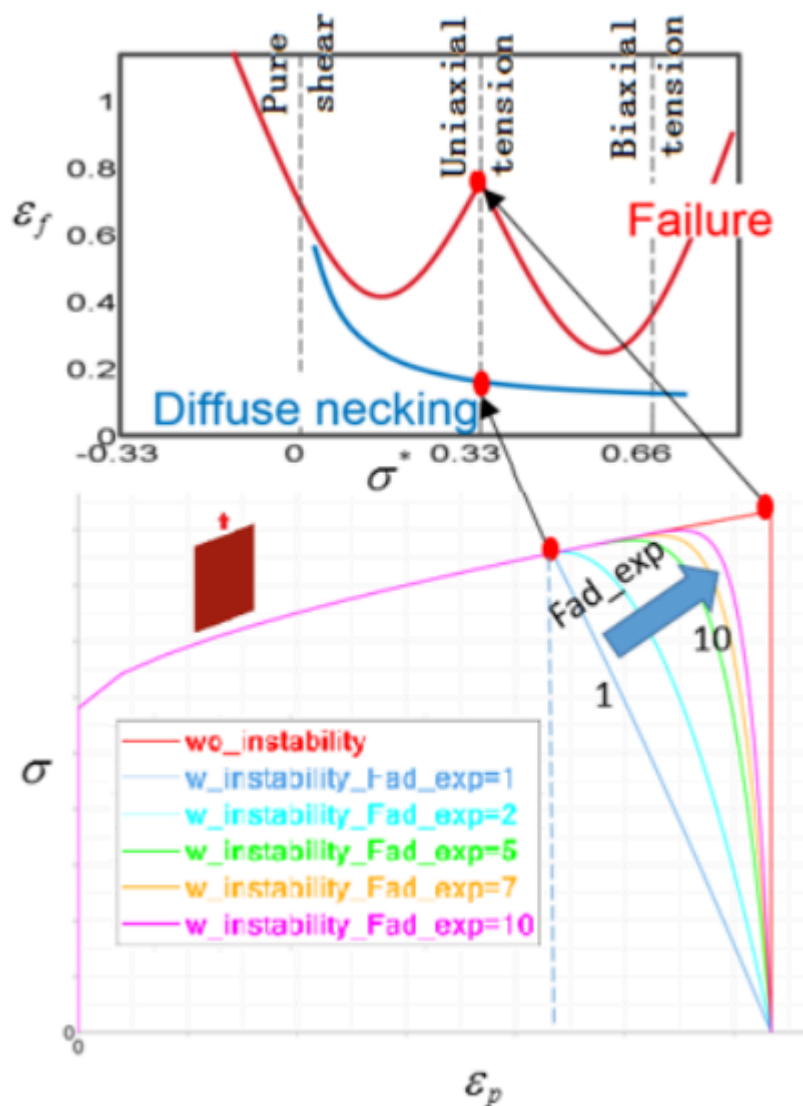 Pure shear
Uniaxial tension
Biaxial tension
1
0.8
0.6
0.4
0.2
0
ε_f
Failure
Diffuse necking
-0.33
0
0.33
0.66
σ*
Fad_exp
1
10
wo_instability
w_instability_Fad_exp=1
w_instability_Fad_exp=2
w_instability_Fad_exp=5
w_instability_Fad_exp=7
w_instability_Fad_exp=10
σ
0
0
ε_p